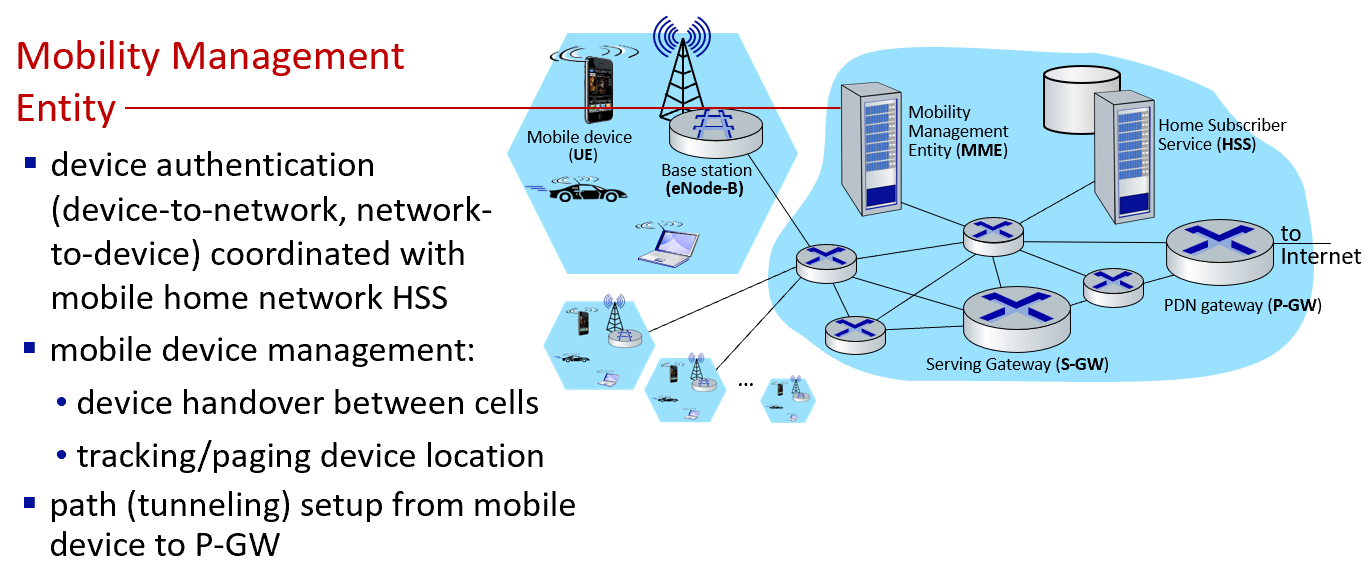 Mobility Management
Entity
▪ device authentication
(device-to-network, network-
to-device) coordinated with
mobile home network HSS
▪ mobile device management:
• device handover between cells
• tracking/paging device location
▪ path (tunneling) setup from mobile
device to P-GW
Mobile device
(UE)
Base station
(eNode-B)
Mobility
Management
Entity (MME)
Home Subscriber
Service (HSS)
to
Internet
PDN gateway (P-GW)
Serving Gateway (S-GW)
...